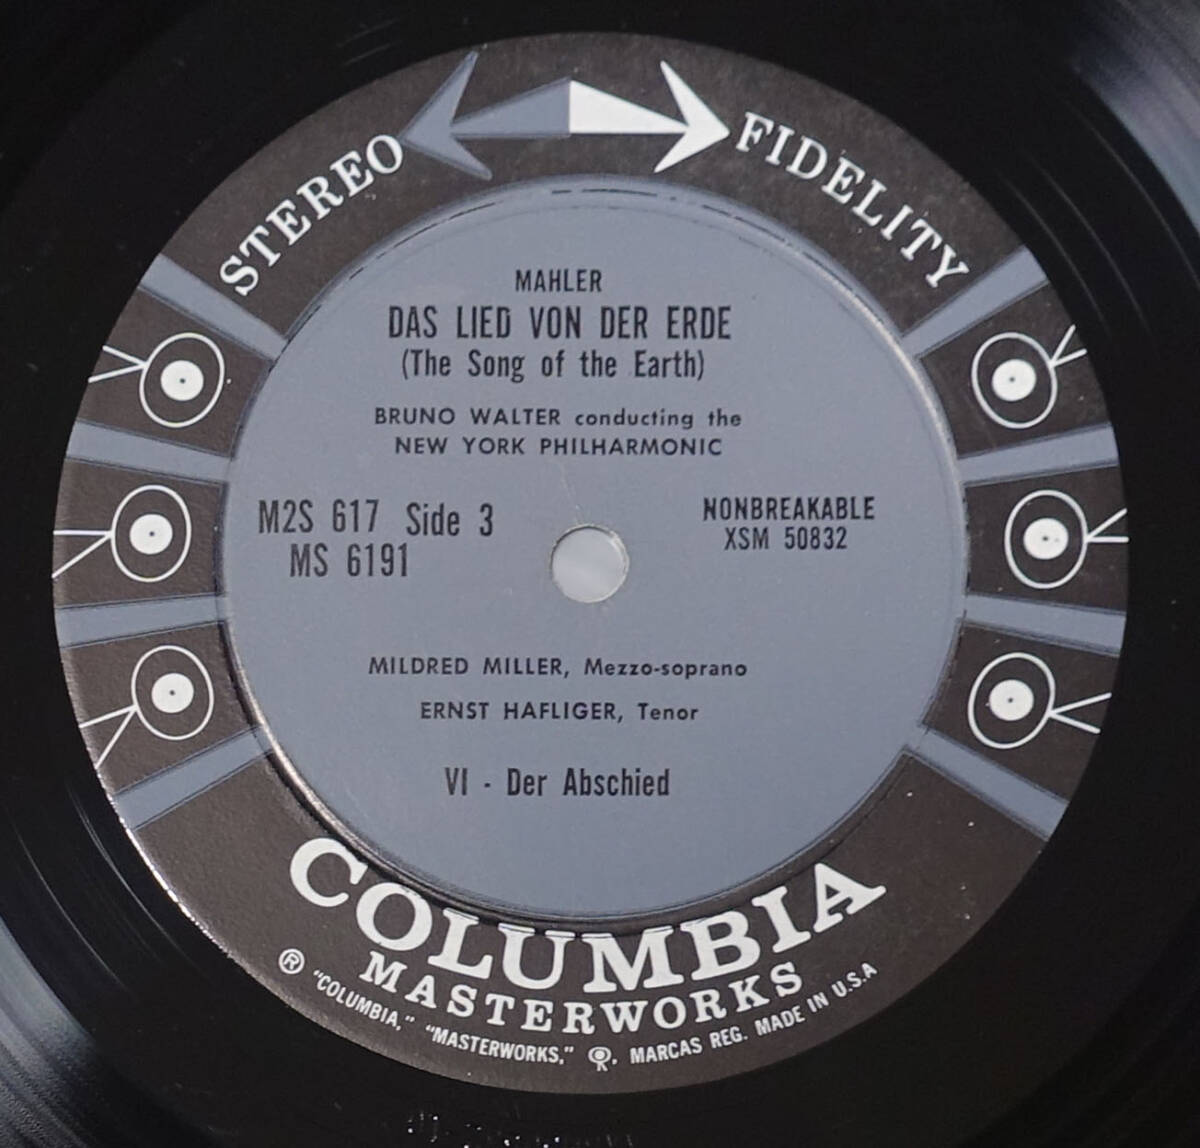 STEREO FIDELITY
MAHLER
DAS LIED VON DER ERDE
(The Song of the Earth)
BRUNO WALTER conducting the
NEW YORK PHILHARMONIC
M2S 617 Side 3
MS 6191
NONBREAKABLE
XSM 50832
MILDRED MILLER, Mezzo-soprano
ERNST HAFLIGER, Tenor
VI - Der Abschied
COLUMBIA
MASTERWORKS
® "COLUMBIA," "MASTERWORKS," . MARCAS REG. MADE IN U.S.A